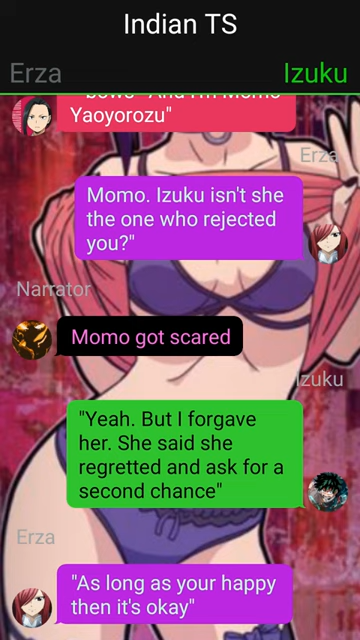 Indian TS
Erza Izuku
Yaoyorozu"
Erza
Momo. Izuku isn't she
the one who rejected
you?"
Narrator
Momo got scared
Izuku
"Yeah. But I forgave
her. She said she
regretted and ask for a
second chance"
Erza
"As long as your happy
then it's okay"